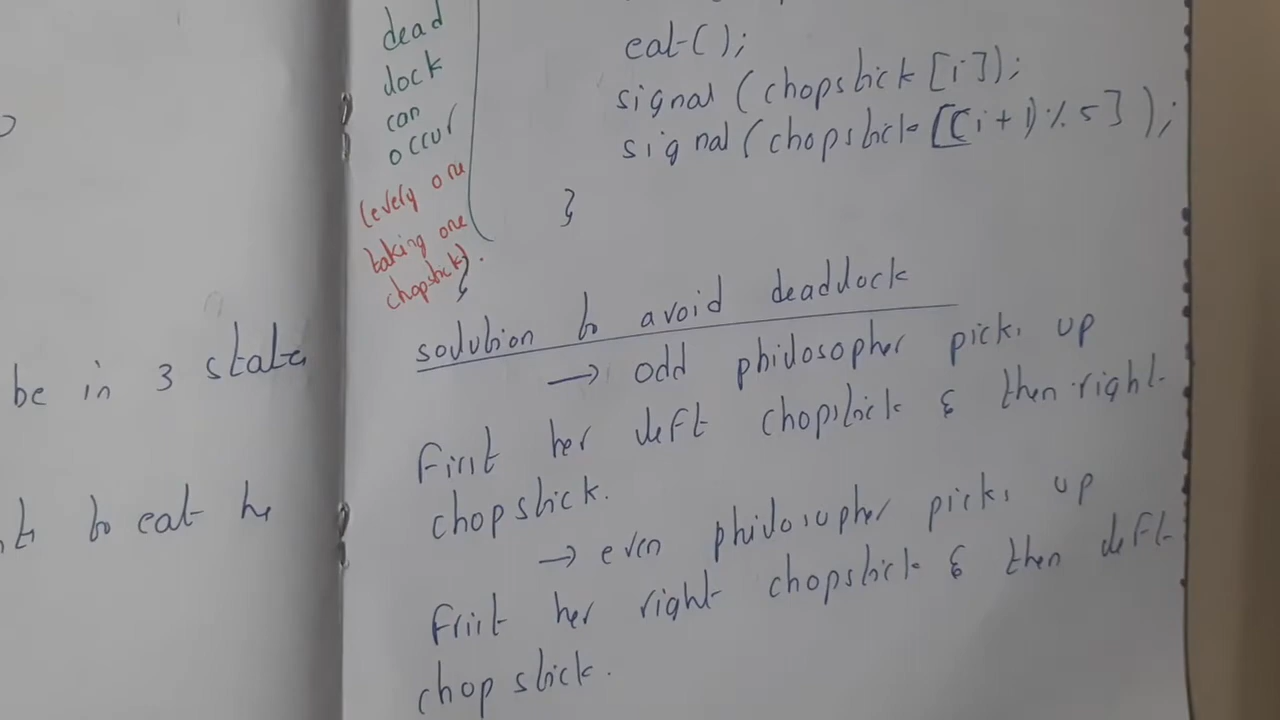 be in 3 state
to eat he
dead
lock
can
occur
(every one
taking one
chopstick).
eat();
signal (chopstick [i]);
signal (chopstick [(i+1)%5] );
}
}
solution to avoid deadlock
→ odd philosopher picks up
first her left chopstick & then right
chopstick.
→ even philosopher picks up
first her right chopstick & then left
chopstick.